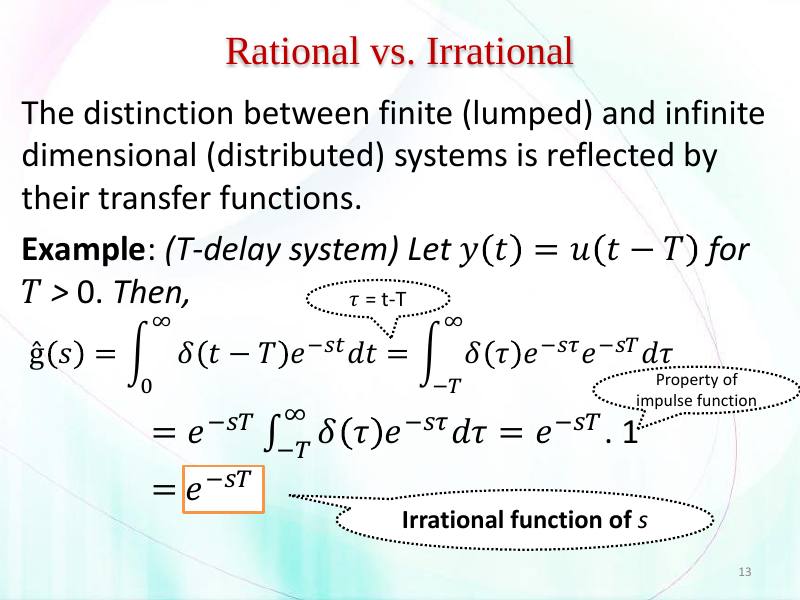 Rational vs. Irrational
The distinction between finite (lumped) and infinite
dimensional (distributed) systems is reflected by
their transfer functions.
Example: (T-delay system) Let 𝑦(𝑡) = 𝑢(𝑡 − 𝑇) for
𝑇 > 0. Then,
𝜏 = t-T
ĝ(𝑠) = ∫₀^∞ 𝛿(𝑡 − 𝑇)𝑒^{−𝑠𝑡}𝑑𝑡 = ∫_{−𝑇}^∞ 𝛿(𝜏)𝑒^{−𝑠𝜏}𝑒^{−𝑠𝑇}𝑑𝜏
Property of
impulse function
= 𝑒^{−𝑠𝑇} ∫_{−𝑇}^∞ 𝛿(𝜏)𝑒^{−𝑠𝜏}𝑑𝜏 = 𝑒^{−𝑠𝑇}. 1
= 𝑒^{−𝑠𝑇}
Irrational function of s
13